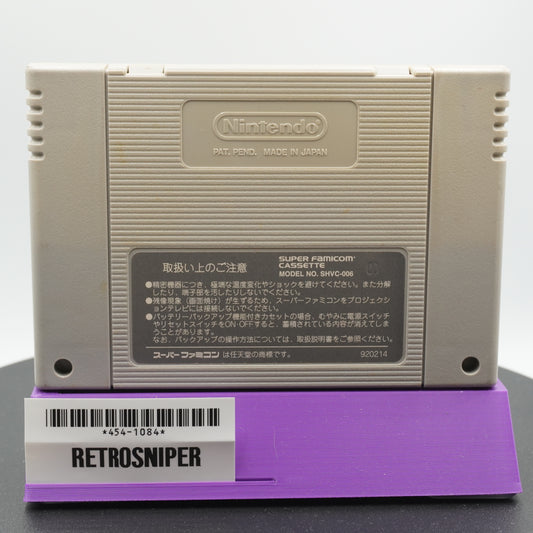 Nintendo
PAT. PEND. MADE IN JAPAN
取扱い上のご注意
SUPER FAMICOM
CASSETTE
MODEL NO. SHVC-006
●精密機器につき、極端な温度変化やショックを避けてください。また分解
したり、端子部を汚したりしないでください。
●残像現象（画面焼け）が生ずるため、スーパーファミコンをプロジェクシ
ョンテレビには接続しないでください。
●バッテリーバックアップ機能付きカセットの場合、むやみに電源スイッチ
やリセットスイッチをON・OFFすると、蓄積されている内容が消えてしま
うことがあります。
なお、バックアップの操作方法については、取扱説明書をご参照ください。
スーパーファミコン は任天堂の商標です。
920214
*454-1084*
RETROSNIPER